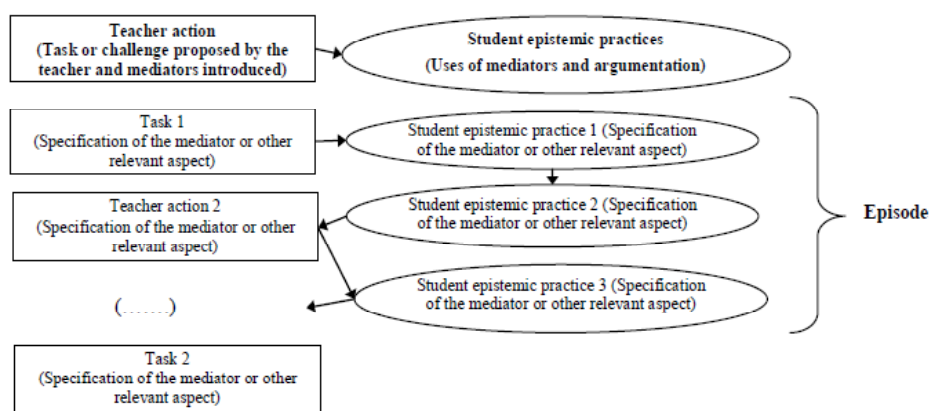 Teacher action
(Task or challenge proposed by the
teacher and mediators introduced)
Student epistemic practices
(Uses of mediators and argumentation)
Task 1
(Specification of the mediator or other
relevant aspect)
Student epistemic practice 1 (Specification
of the mediator or other relevant aspect)
Teacher action 2
(Specification of the mediator or other
relevant aspect)
Student epistemic practice 2 (Specification
of the mediator or other relevant aspect)
Episode
(.......)
Student epistemic practice 3 (Specification
of the mediator or other relevant aspect)
Task 2
(Specification of the mediator or other
relevant aspect)